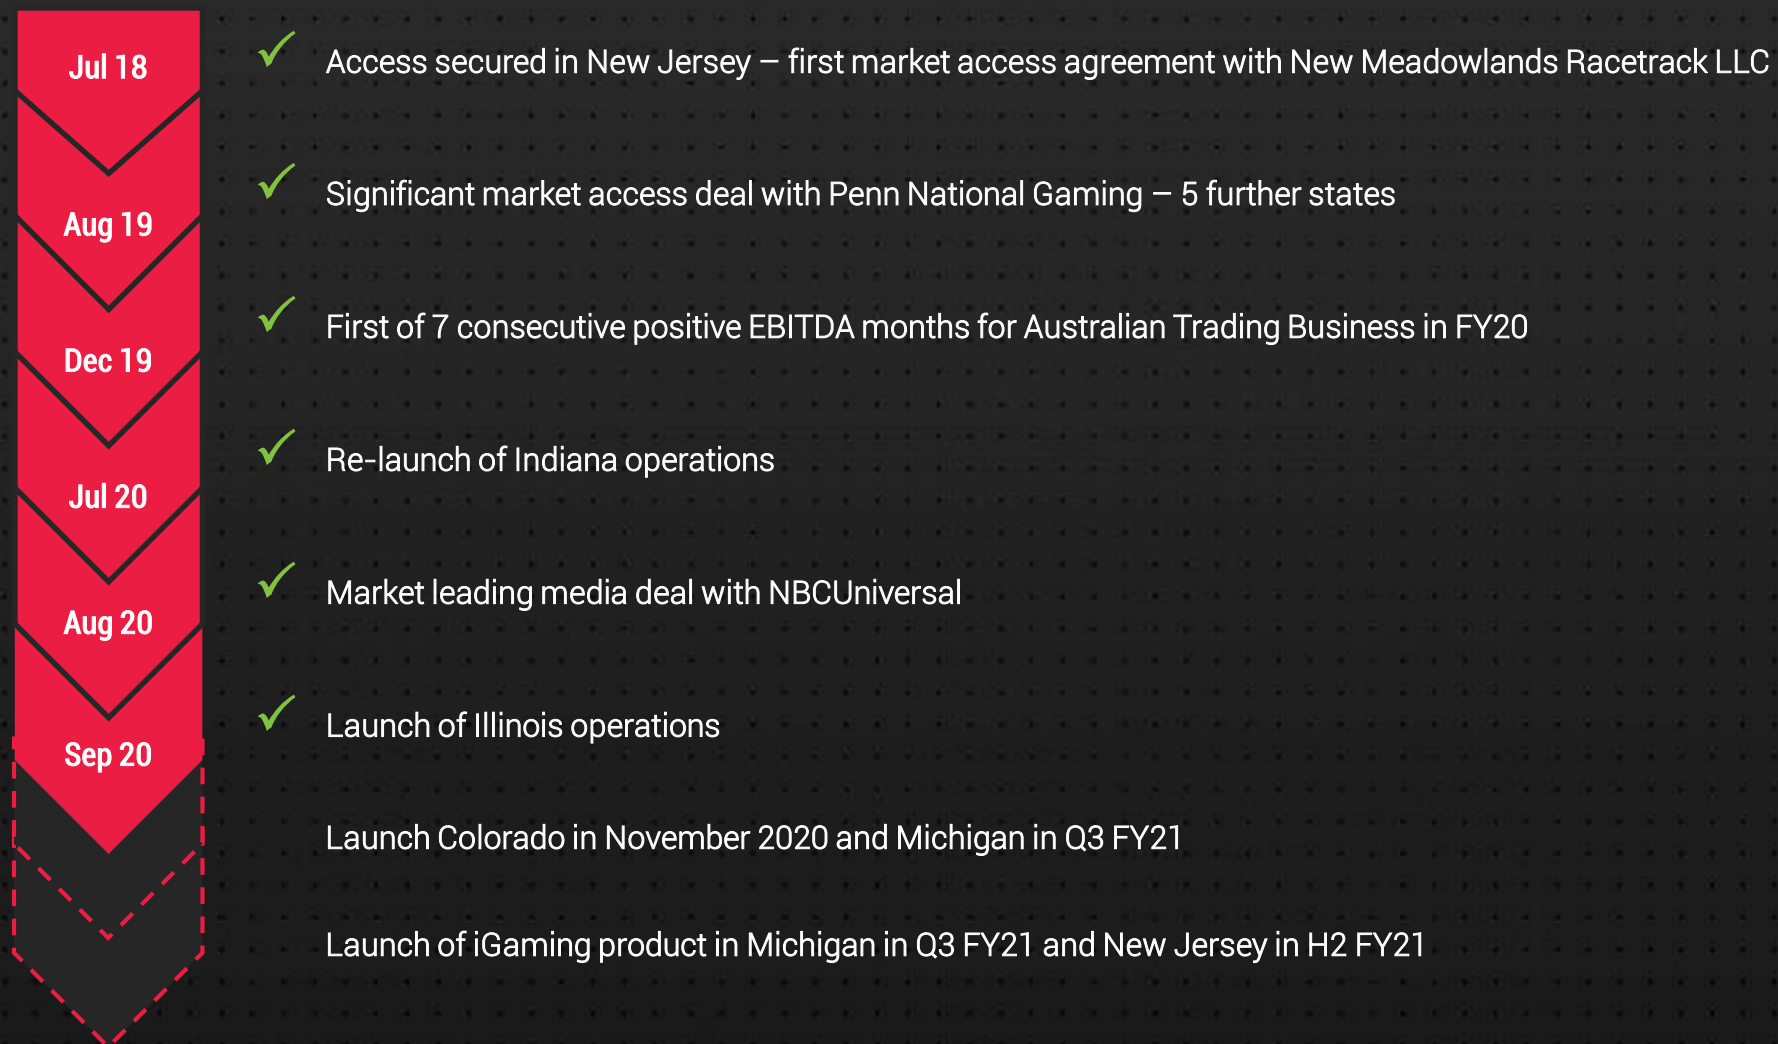 Jul 18
Access secured in New Jersey – first market access agreement with New Meadowlands Racetrack LLC
Aug 19
Significant market access deal with Penn National Gaming – 5 further states
Dec 19
First of 7 consecutive positive EBITDA months for Australian Trading Business in FY20
Jul 20
Re-launch of Indiana operations
Aug 20
Market leading media deal with NBCUniversal
Sep 20
Launch of Illinois operations
Launch Colorado in November 2020 and Michigan in Q3 FY21
Launch of iGaming product in Michigan in Q3 FY21 and New Jersey in H2 FY21